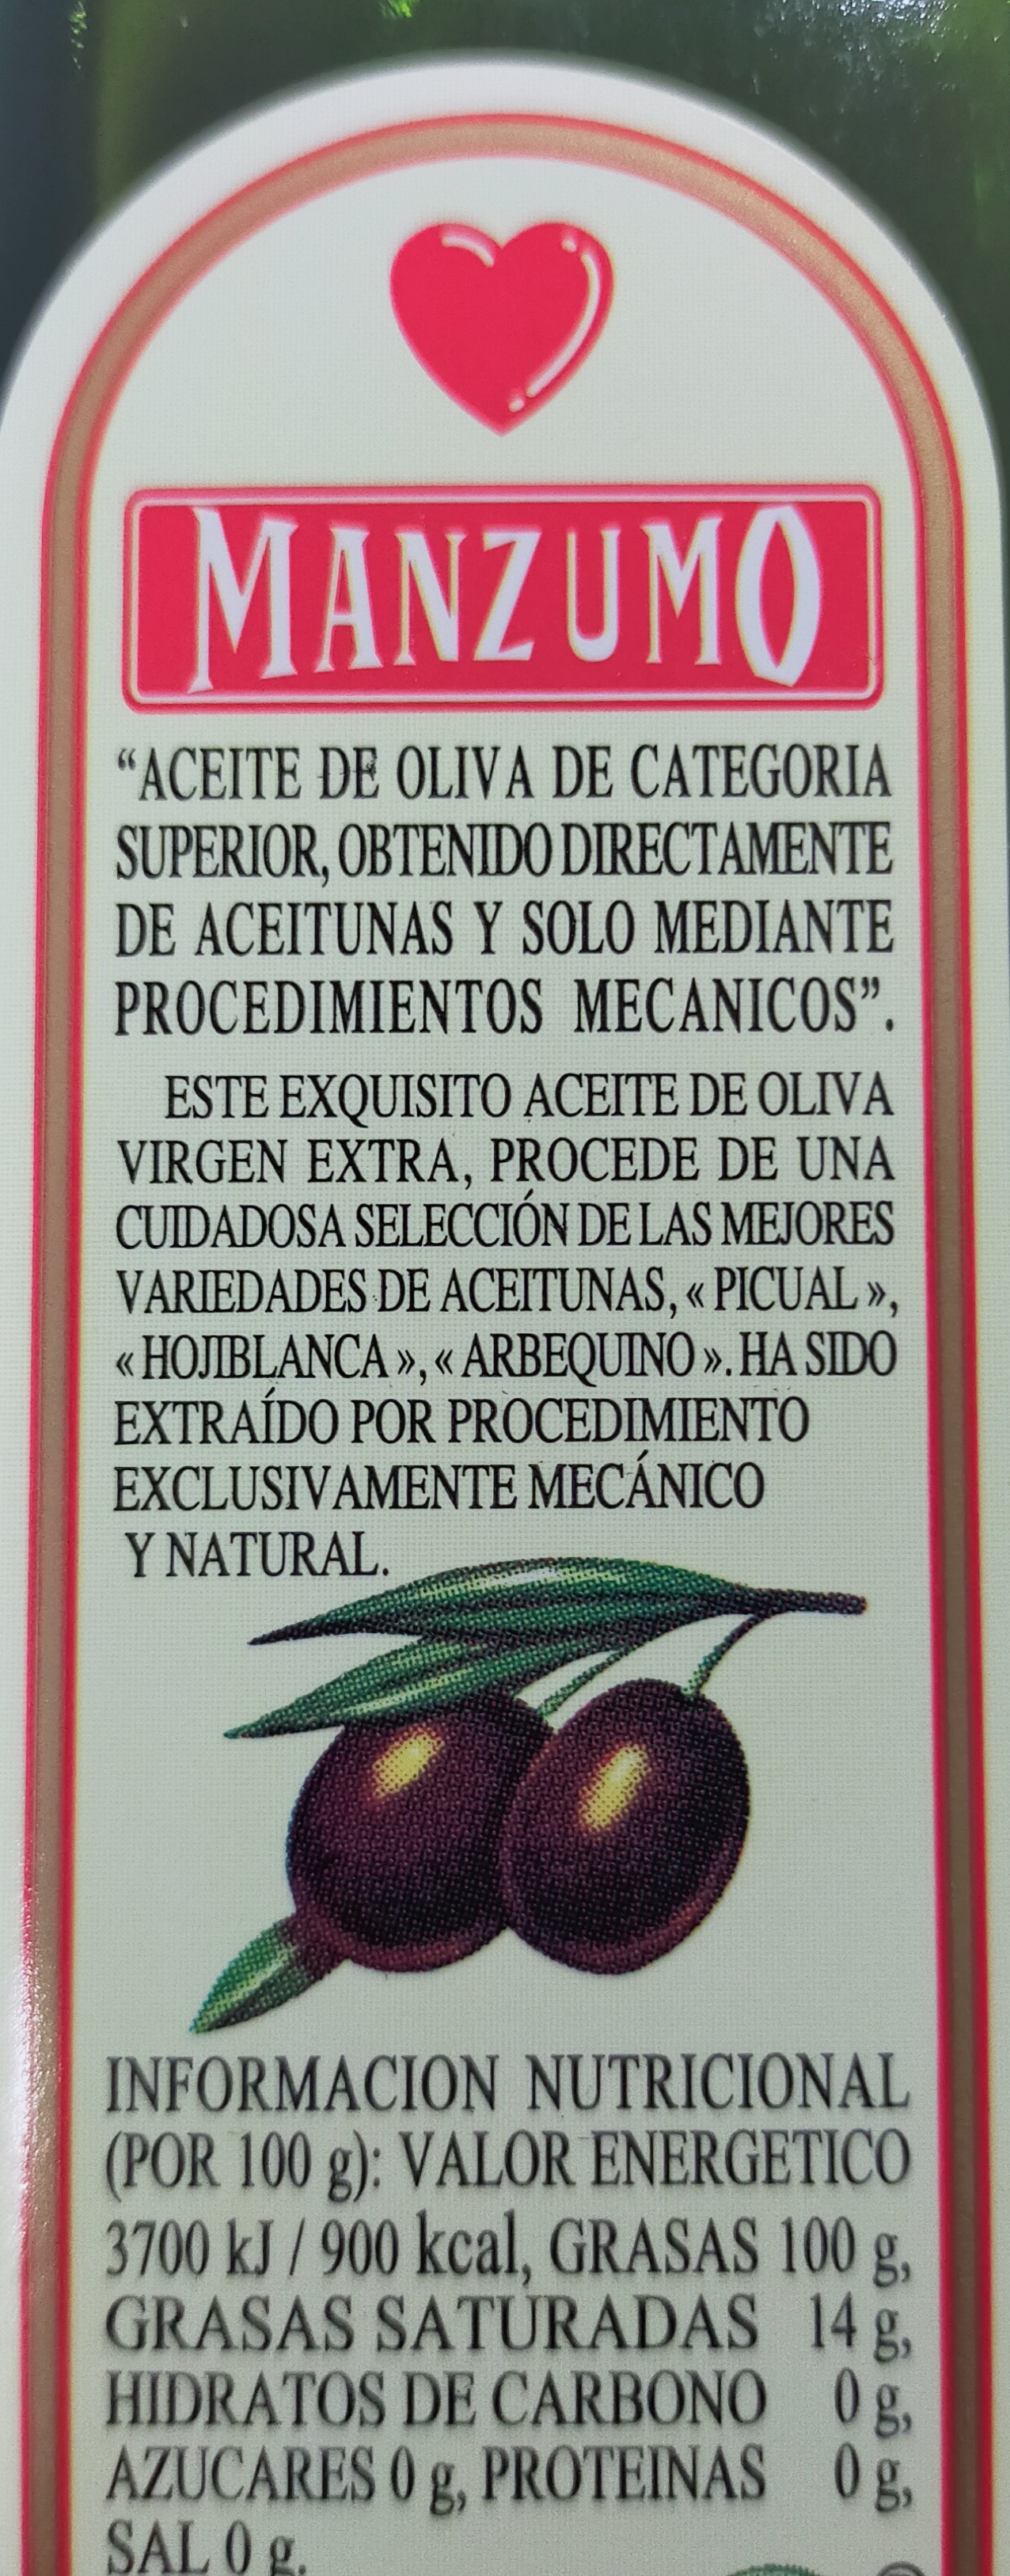 MANZUMO
“ACEITE DE OLIVA DE CATEGORIA
SUPERIOR, OBTENIDO DIRECTAMENTE
DE ACEITUNAS Y SOLO MEDIANTE
PROCEDIMIENTOS MECANICOS”.
ESTE EXQUISITO ACEITE DE OLIVA
VIRGEN EXTRA, PROCEDE DE UNA
CUIDADOSA SELECCIÓN DE LAS MEJORES
VARIEDADES DE ACEITUNAS, « PICUAL »,
« HOJIBLANCA », « ARBEQUINO ». HA SIDO
EXTRAÍDO POR PROCEDIMIENTO
EXCLUSIVAMENTE MECÁNICO
Y NATURAL.
INFORMACION NUTRICIONAL
(POR 100 g): VALOR ENERGETICO
3700 kJ / 900 kcal, GRASAS 100 g,
GRASAS SATURADAS 14 g,
HIDRATOS DE CARBONO 0 g,
AZUCARES 0 g, PROTEINAS 0 g,
SAL 0 g.